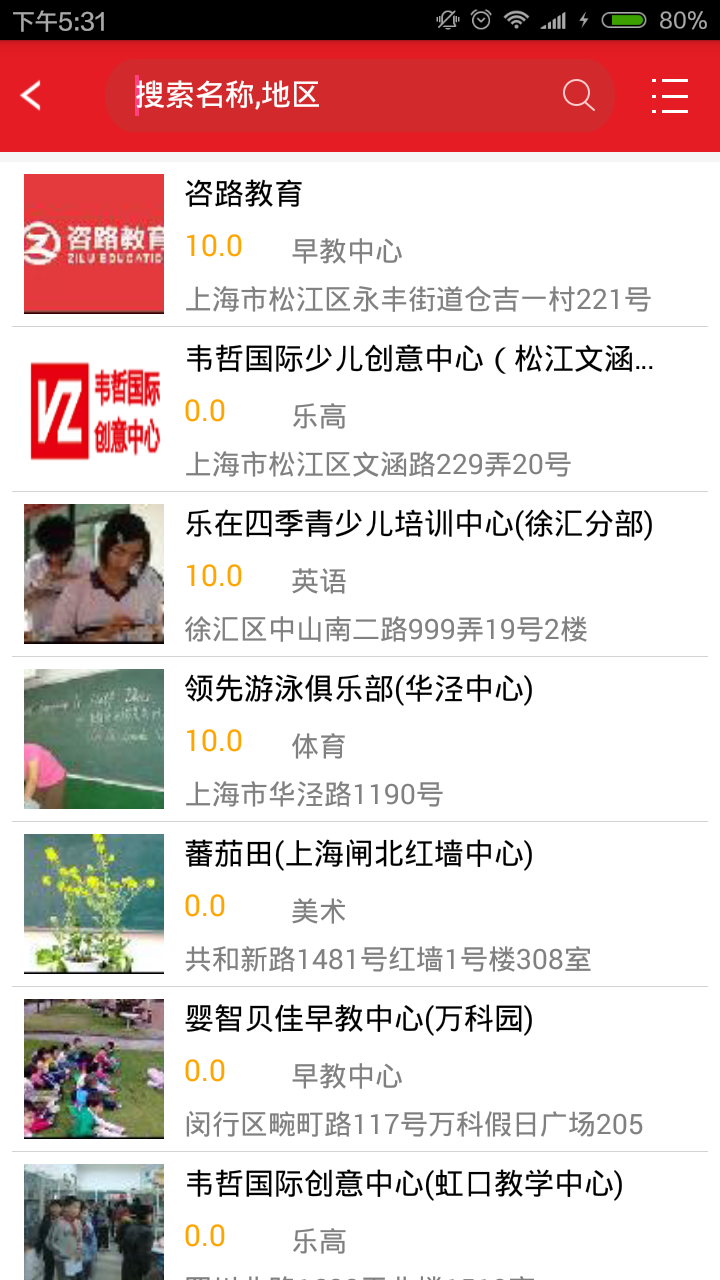 下午5:31
80%
搜索名称,地区
咨路教育
ZILU EDUCATIO
咨路教育
10.0 早教中心
上海市松江区永丰街道仓吉一村221号
韦哲国际
创意中心
韦哲国际少儿创意中心（松江文涵...
0.0 乐高
上海市松江区文涵路229弄20号
乐在四季青少儿培训中心(徐汇分部)
10.0 英语
徐汇区中山南二路999弄19号2楼
领先游泳俱乐部(华泾中心)
10.0 体育
上海市华泾路1190号
蕃茄田(上海闸北红墙中心)
0.0 美术
共和新路1481号红墙1号楼308室
婴智贝佳早教中心(万科园)
0.0 早教中心
闵行区畹町路117号万科假日广场205
韦哲国际创意中心(虹口教学中心)
0.0 乐高